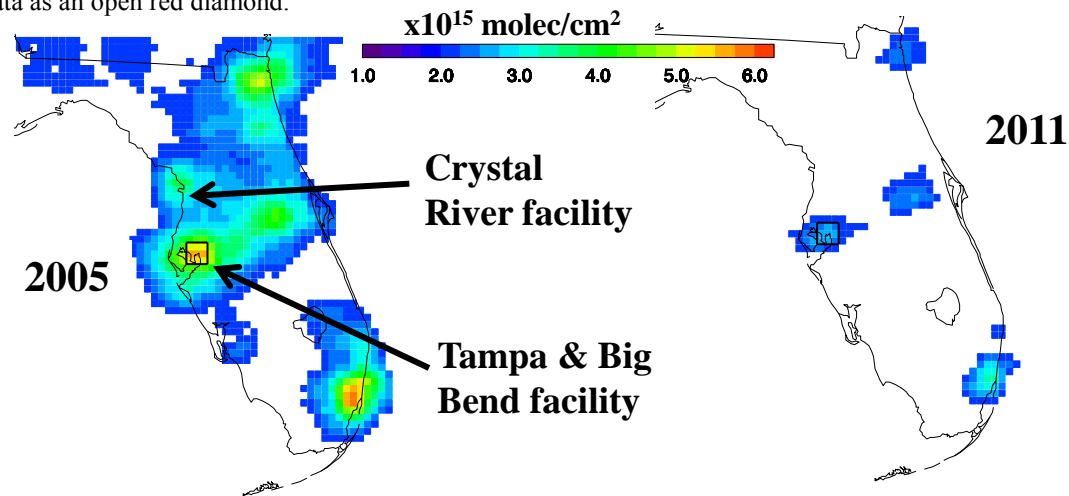 ata as an open red diamond.
x10¹⁵ molec/cm²
1.0 2.0 3.0 4.0 5.0 6.0
2011
Crystal
River facility
2005
Tampa & Big
Bend facility